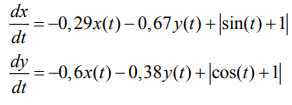 dx/dt = −0,29x(t) − 0,67y(t) + |sin(t) + 1|
dy/dt = −0,6x(t) − 0,38y(t) + |cos(t) + 1|